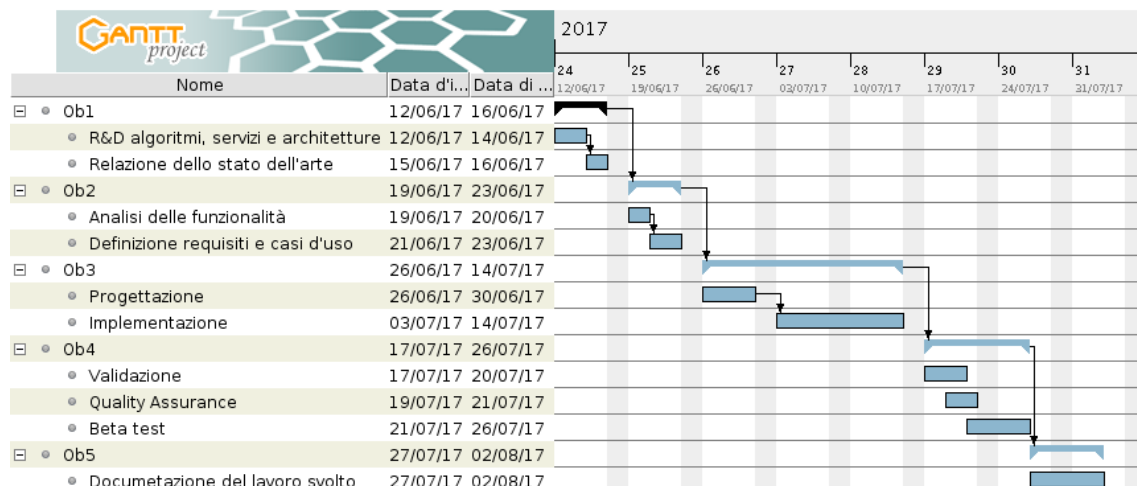 GANTT
project
2017
24 25 26 27 28 29 30 31
12/06/17 19/06/17 26/06/17 03/07/17 10/07/17 17/07/17 24/07/17 31/07/17
Nome Data d'i... Data di ...
Ob1 12/06/17 16/06/17
R&D algoritmi, servizi e architetture 12/06/17 14/06/17
Relazione dello stato dell'arte 15/06/17 16/06/17
Ob2 19/06/17 23/06/17
Analisi delle funzionalità 19/06/17 20/06/17
Definizione requisiti e casi d'uso 21/06/17 23/06/17
Ob3 26/06/17 14/07/17
Progettazione 26/06/17 30/06/17
Implementazione 03/07/17 14/07/17
Ob4 17/07/17 26/07/17
Validazione 17/07/17 20/07/17
Quality Assurance 19/07/17 21/07/17
Beta test 21/07/17 26/07/17
Ob5 27/07/17 02/08/17
Documetazione del lavoro svolto 27/07/17 02/08/17